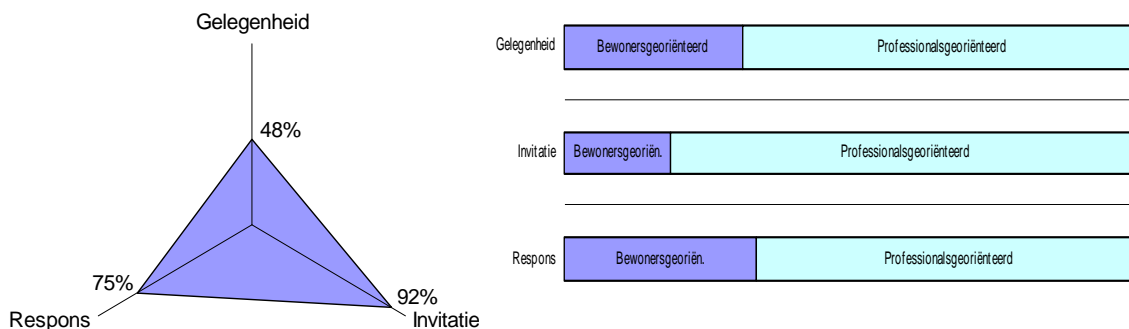 Gelegenheid
48%
75%
92%
Respons
Invitatie
Gelegenheid
Bewonersgeoriënteerd
Professionalsgeoriënteerd
Invitatie
Bewonersgeoriën.
Professionalsgeoriënteerd
Respons
Bewonersgeoriën.
Professionalsgeoriënteerd